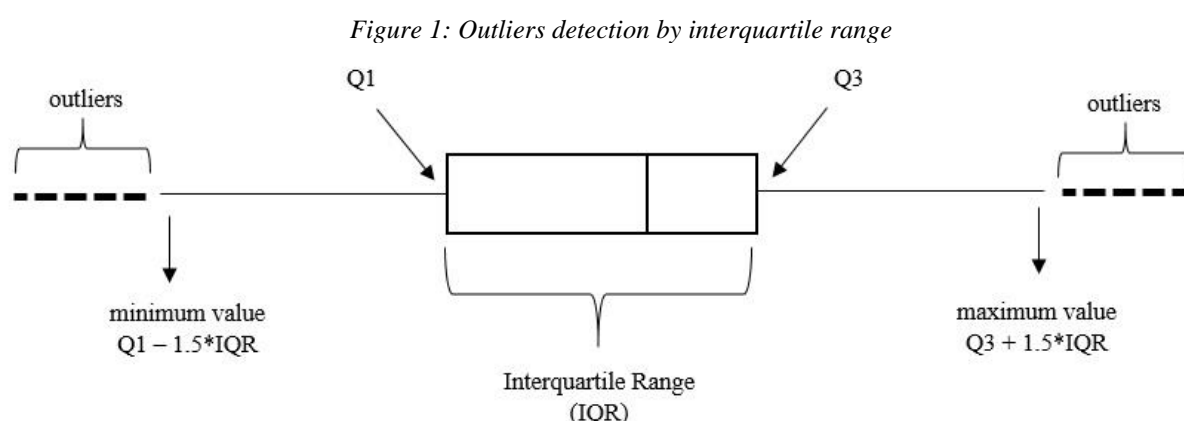 Figure 1: Outliers detection by interquartile range
Q1
Q3
outliers
outliers
minimum value
Q1 – 1.5*IQR
maximum value
Q3 + 1.5*IQR
Interquartile Range
(IQR)